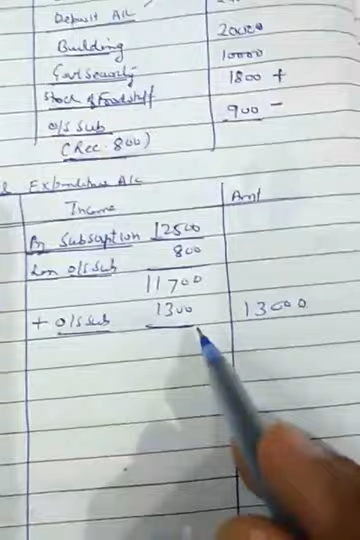 Deposit A/c
Building 20000
Govt Security 10000
Stock of Foodstuff 1800 +
o/s Sub 900 -
(Rec. 800)
& Expenditure A/c
Income Amt
By Subscription 12500
Less o/s sub 800
11700
+ o/s sub 1300 13000